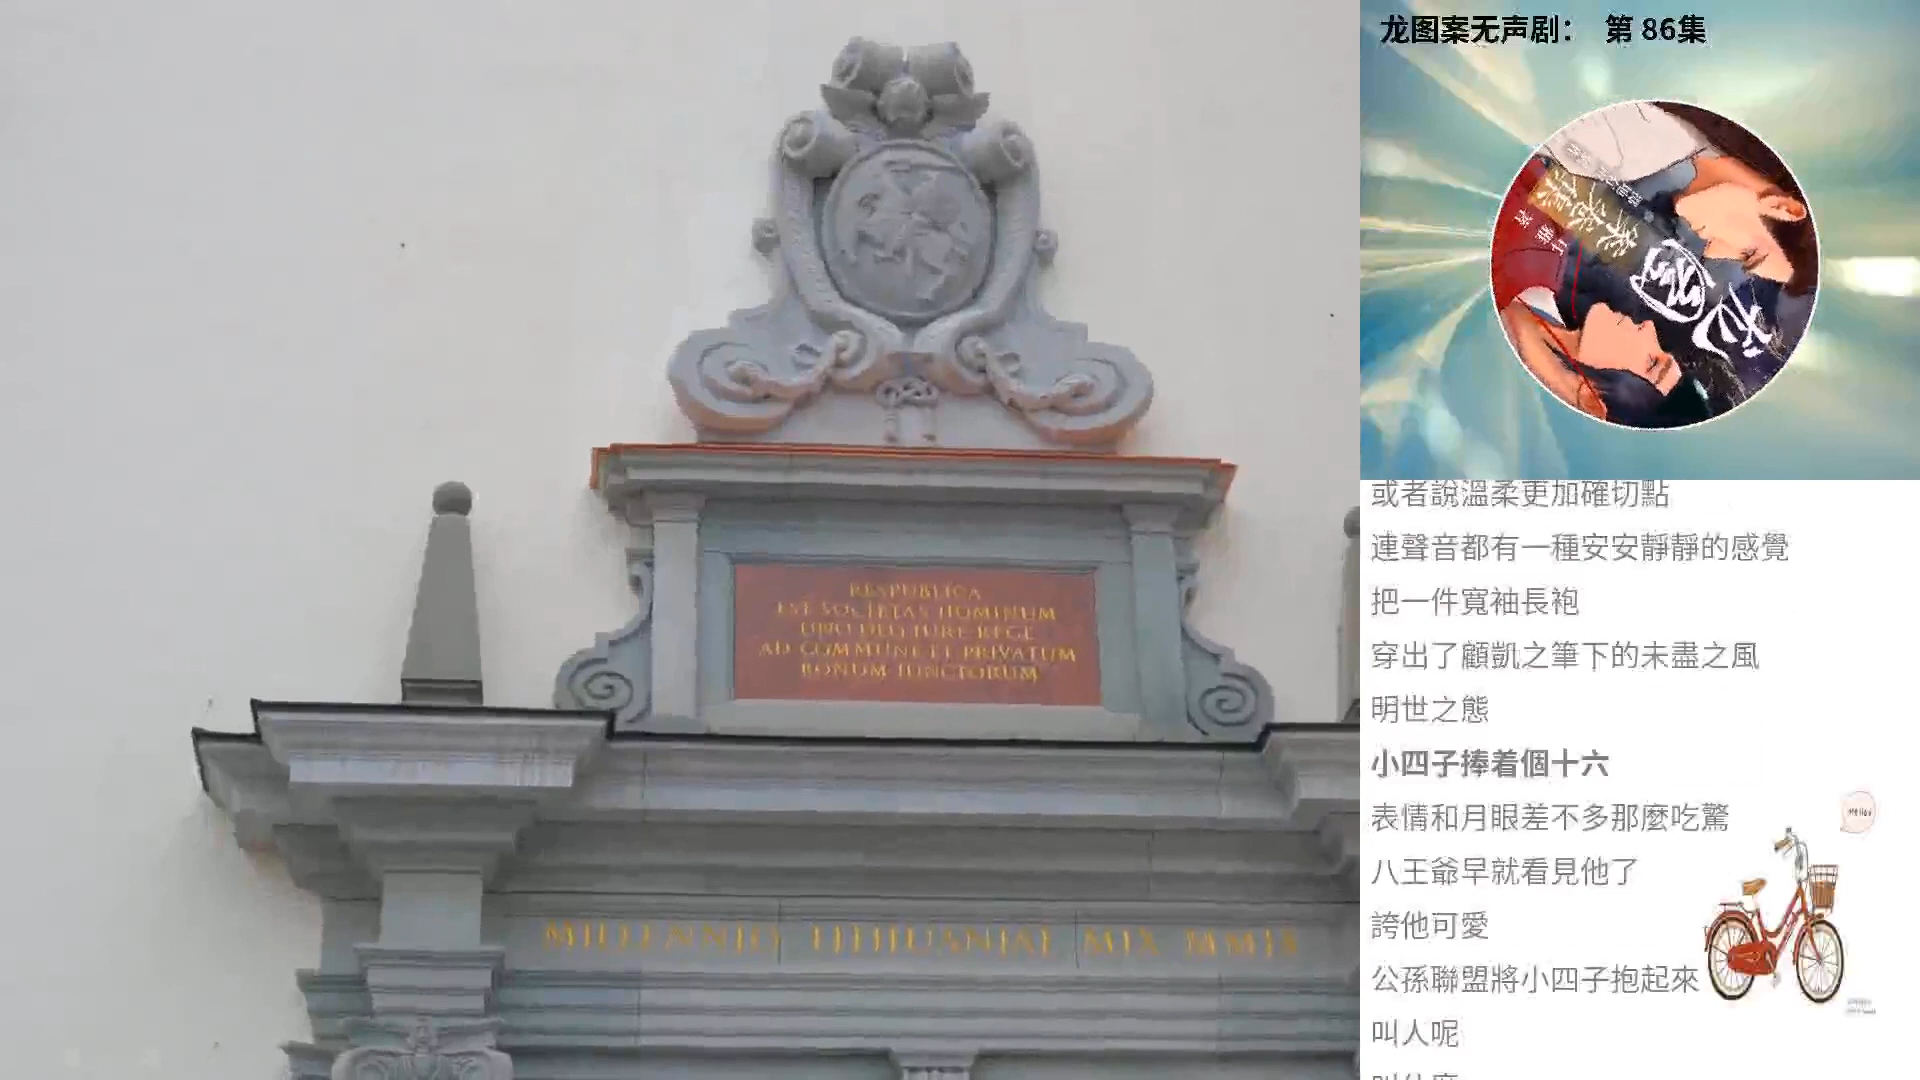 RESPUBLICA
EST SOCIETAS HOMINUM
UNO DEO IURE REGE
AD COMMUNE ET PRIVATUM
BONUM IUNCTORUM
MILLENNIO LITHUANIAE MIX MMIX
龙图案无声剧： 第 86集
龙圖案
或者說溫柔更加確切點
連聲音都有一種安安靜靜的感覺
把一件寬袖長袍
穿出了顧凱之筆下的未盡之風
明世之態
小四子捧着個十六
表情和月眼差不多那麼吃驚
八王爺早就看見他了
誇他可愛
公孫聯盟將小四子抱起來
叫人呢
Hello!